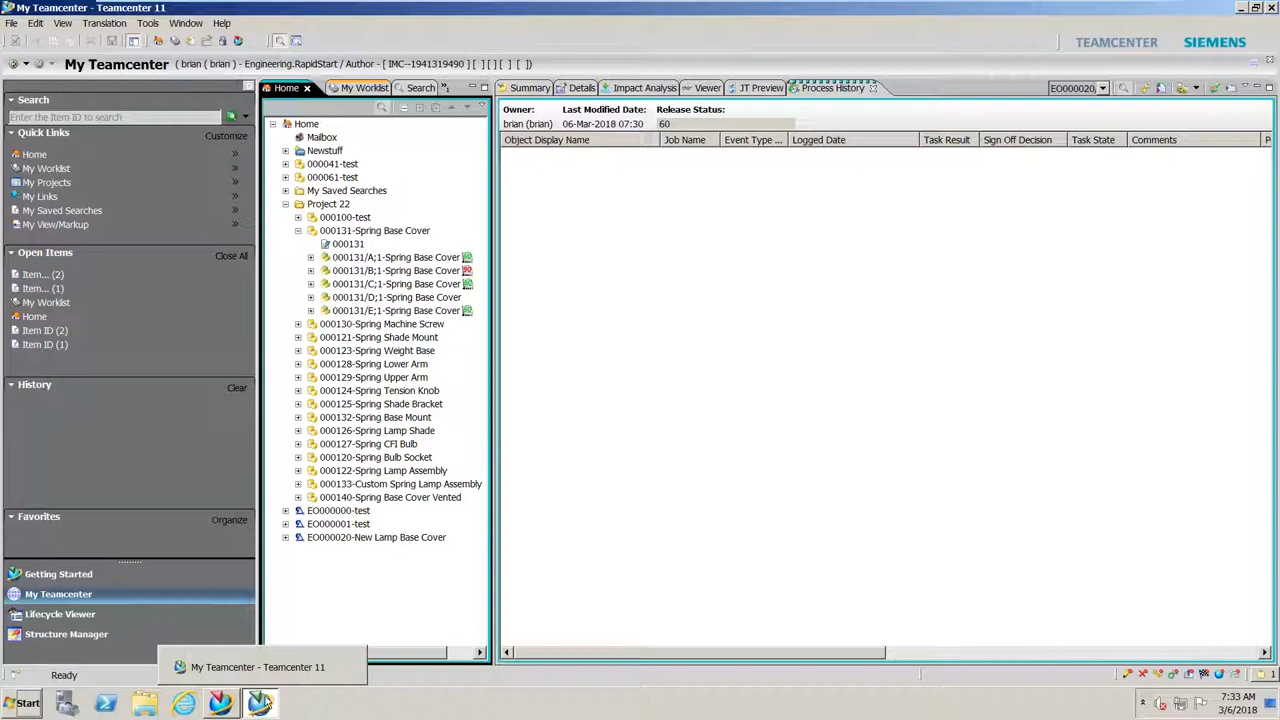 My Teamcenter - Teamcenter 11
File Edit View Translation Tools Window Help
TEAMCENTER SIEMENS
My Teamcenter ( brian ( brian ) - Engineering.RapidStart / Author - [ IMC--1941319490 ] [ ] [ ] [ ] [ ] )
Search
Enter the Item ID to search
Quick Links
Customize
Home
My Worklist
My Projects
My Links
My Saved Searches
My View/Markup
Open Items
Close All
Item... (2)
Item... (1)
My Worklist
Home
Item ID (2)
Item ID (1)
History
Clear
Favorites
Organize
Getting Started
My Teamcenter
Lifecycle Viewer
Structure Manager
Home My Worklist Search
Home
Mailbox
Newstuff
000041-test
000061-test
My Saved Searches
Project 22
000100-test
000131-Spring Base Cover
000131
000131/A;1-Spring Base Cover 60
000131/B;1-Spring Base Cover 90
000131/C;1-Spring Base Cover 60
000131/D;1-Spring Base Cover
000131/E;1-Spring Base Cover 60
000130-Spring Machine Screw
000121-Spring Shade Mount
000123-Spring Weight Base
000128-Spring Lower Arm
000129-Spring Upper Arm
000124-Spring Tension Knob
000125-Spring Shade Bracket
000132-Spring Base Mount
000126-Spring Lamp Shade
000127-Spring CFl Bulb
000120-Spring Bulb Socket
000122-Spring Lamp Assembly
000133-Custom Spring Lamp Assembly
000140-Spring Base Cover Vented
EO000000-test
EO000001-test
EO000020-New Lamp Base Cover
Summary Details Impact Analysis Viewer JT Preview Process History
EO000020,
Owner: Last Modified Date: Release Status:
brian (brian) 06-Mar-2018 07:30 60
Object Display Name Job Name Event Type ... Logged Date Task Result Sign Off Decision Task State Comments P
My Teamcenter - Teamcenter 11
Ready
1
Start
7:33 AM
3/6/2018